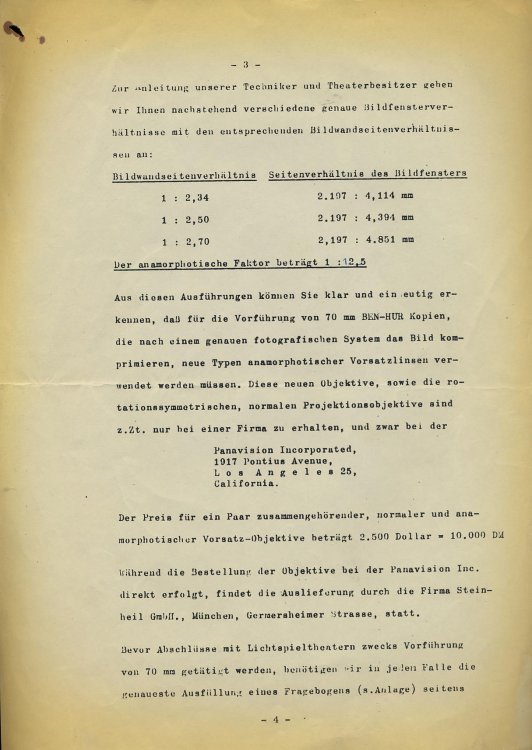 - 3 -
Zur Anleitung unserer Techniker und Theaterbesitzer geben
wir Ihnen nachstehend verschiedene genaue Bildfensterver-
hältnisse mit den entsprechenden Bildwandseitenverhältnis-
sen an:
Bildwandseitenverhältnis Seitenverhältnis des Bildfensters
1 : 2,34 2.197 : 4,114 mm
1 : 2,50 2.197 : 4,394 mm
1 : 2,70 2,197 : 4.851 mm
Der anamorphotische Faktor beträgt 1 :12,5
Aus diesen Ausführungen können Sie klar und eindeutig er-
kennen, daß für die Vorführung von 70 mm BEN-HUR Kopien,
die nach einem genauen fotografischen System das Bild kom-
primieren, neue Typen anamorphotischer Vorsatzlinsen ver-
wendet werden müssen. Diese neuen Objektive, sowie die ro-
tationssymmetrischen, normalen Projektionsobjektive sind
z.Zt. nur bei einer Firma zu erhalten, und zwar bei der
Panavision Incorporated,
1917 Pontius Avenue,
L o s  A n g e l e s 25,
California.
Der Preis für ein Paar zusammengehörender, normaler und ana-
morphotischer Vorsatz-Objektive beträgt 2.500 Dollar = 10.000 DM
Während die Bestellung der Objektive bei der Panavision Inc.
direkt erfolgt, findet die Auslieferung durch die Firma Stein-
heil GmbH., München, Germersheimer Strasse, statt.
Bevor Abschlüsse mit Lichtspieltheatern zwecks Vorführung
von 70 mm getätigt werden, benötigen wir in jeden Falle die
genaueste Ausfüllung eines Fragebogens (s.Anlage) seitens
- 4 -